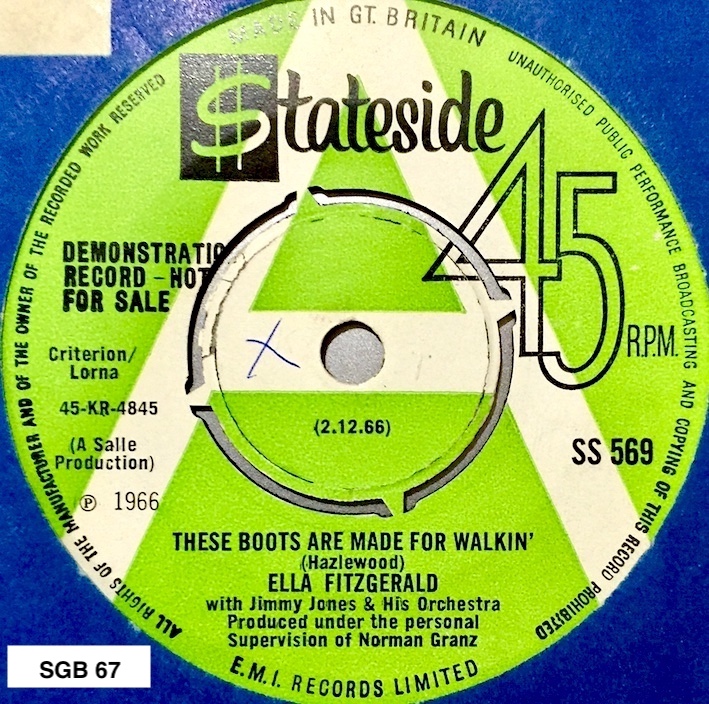 MADE IN GT. BRITAIN
$tateside
45
R.P.M.
UNAUTHORISED PUBLIC PERFORMANCE BROADCASTING AND COPYING OF THIS RECORD PROHIBITED
ALL RIGHTS OF THE MANUFACTURER AND OF THE OWNER OF THE RECORDED WORK RESERVED
DEMONSTRATIO
RECORD - NOT
FOR SALE
Criterion/
Lorna
45-KR-4845
(A Salle
Production)
℗ 1966
X
(2.12.66)
SS 569
THESE BOOTS ARE MADE FOR WALKIN'
(Hazlewood)
ELLA FITZGERALD
with Jimmy Jones & His Orchestra
Produced under the personal
Supervision of Norman Granz
E.M.I. RECORDS LIMITED
SGB 67